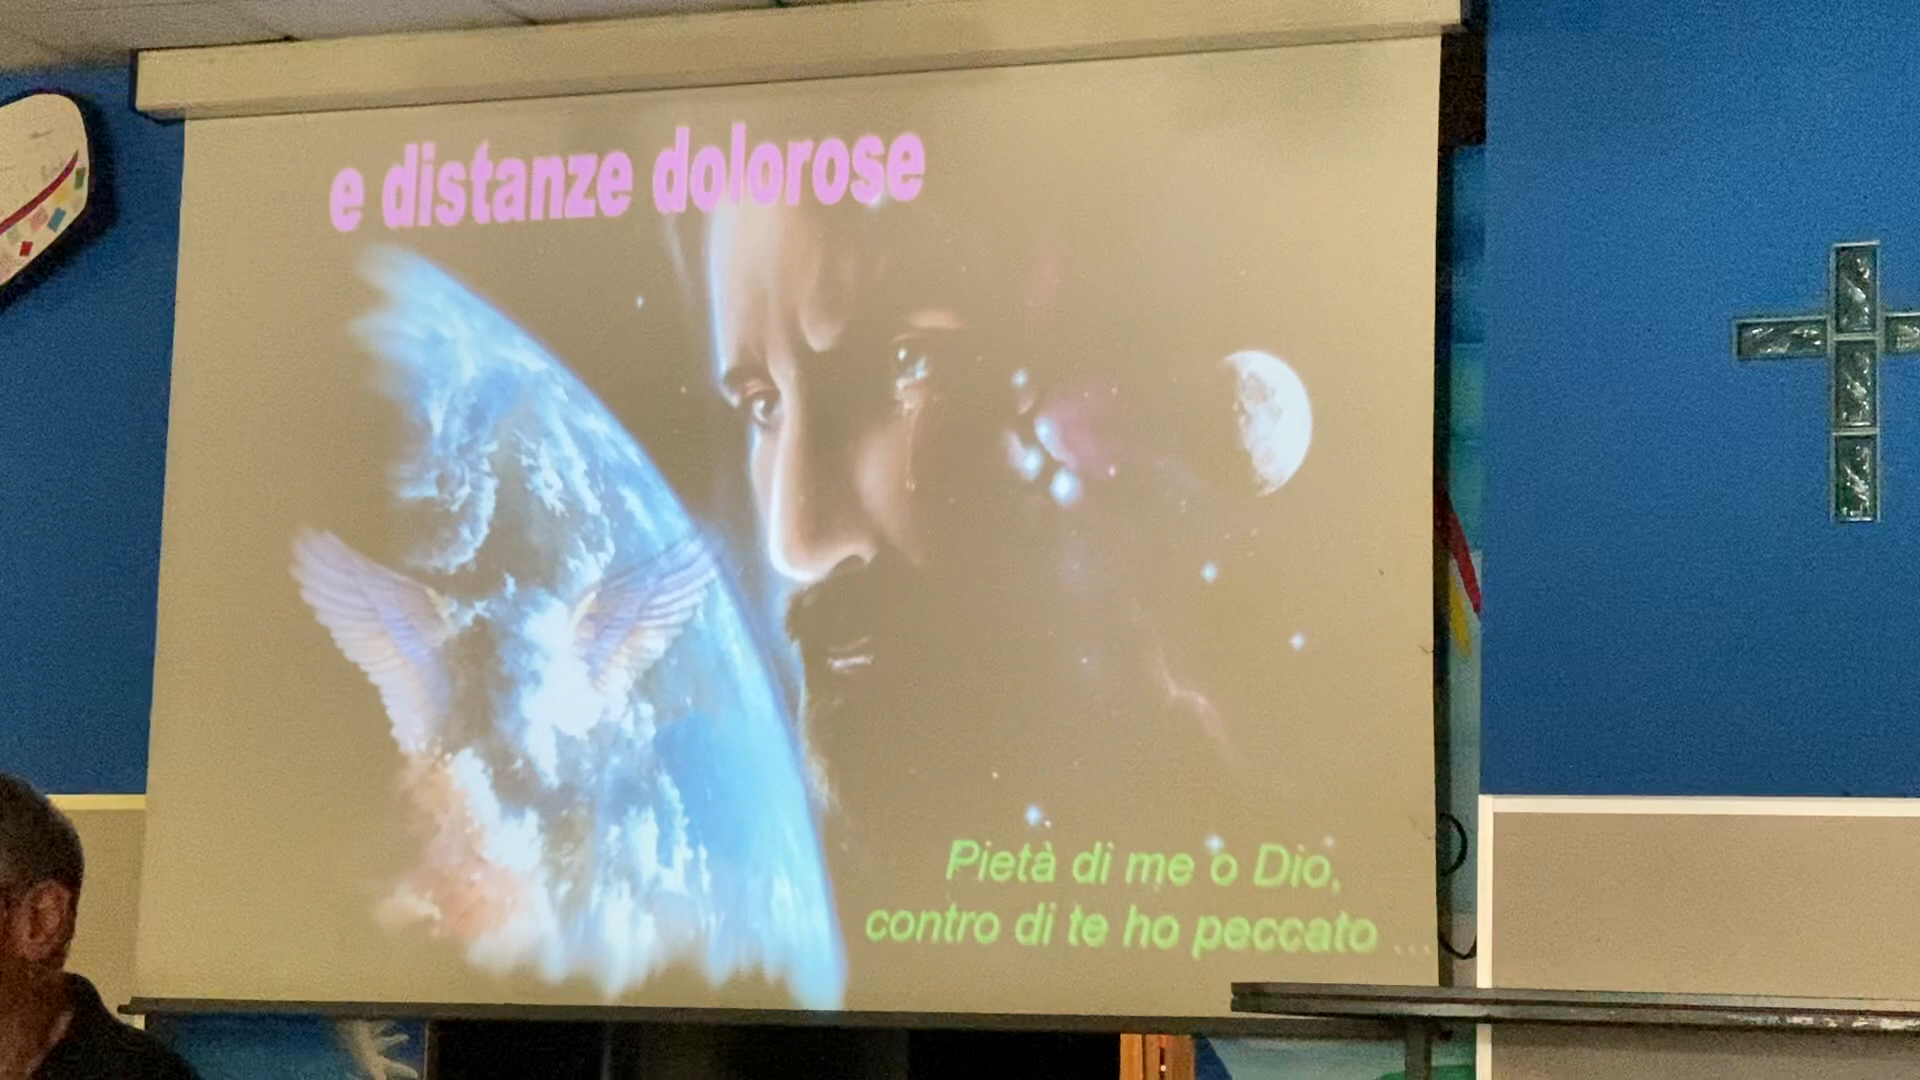 e distanze dolorose
Pietà di me o Dio,
contro di te ho peccato ...